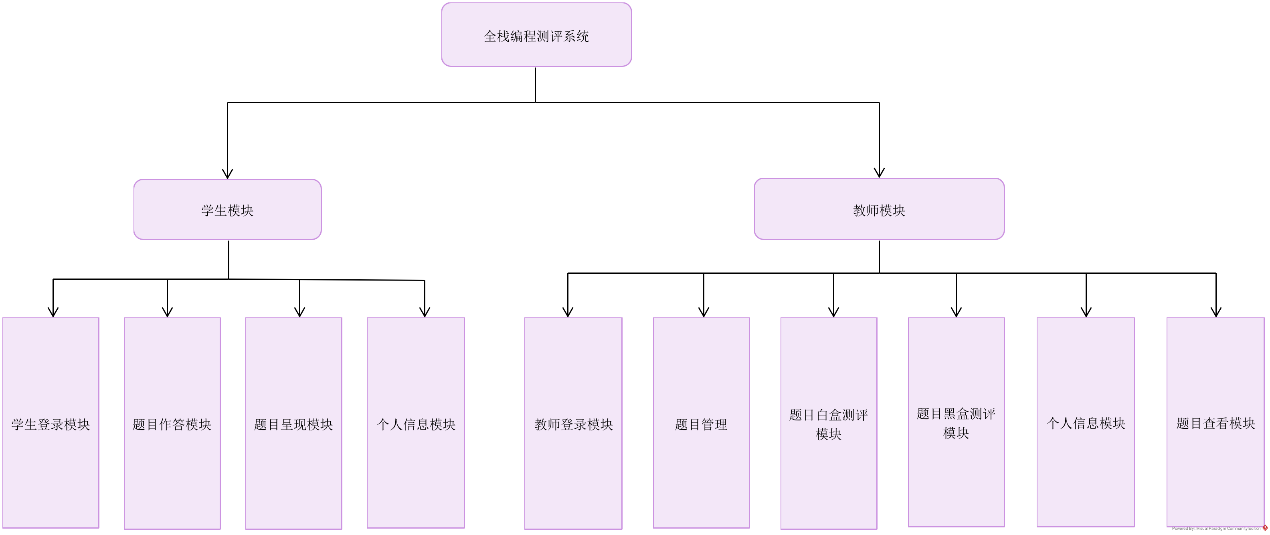 全栈编程测评系统
学生模块
教师模块
学生登录模块
题目作答模块
题目呈现模块
个人信息模块
教师登录模块
题目管理
题目白盒测评
模块
题目黑盒测评
模块
个人信息模块
题目查看模块